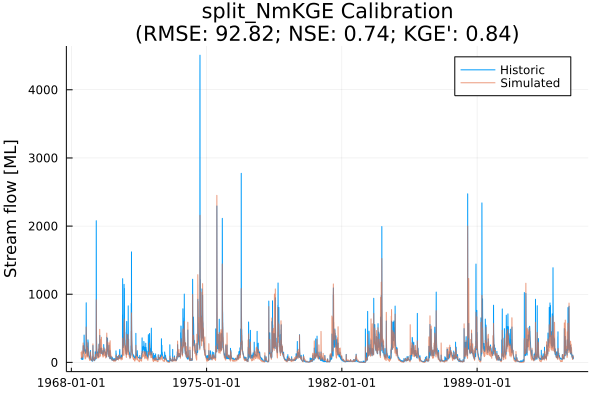 split_NmKGE Calibration
(RMSE: 92.82; NSE: 0.74; KGE': 0.84)
Historic
Simulated
Stream flow [ML]
4000
3000
2000
1000
0
1968-01-01
1975-01-01
1982-01-01
1989-01-01